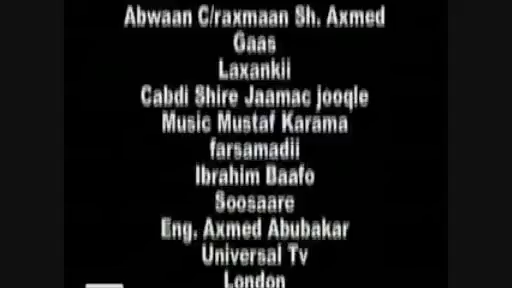 Abwaan C/raxmaan Sh. Axmed
Gaas
Laxankii
Cabdi Shire Jaamac jooqle
Music Mustaf Karama
farsamadii
Ibrahim Baafo
Soosaare
Eng. Axmed Abubakar
Universal Tv
London